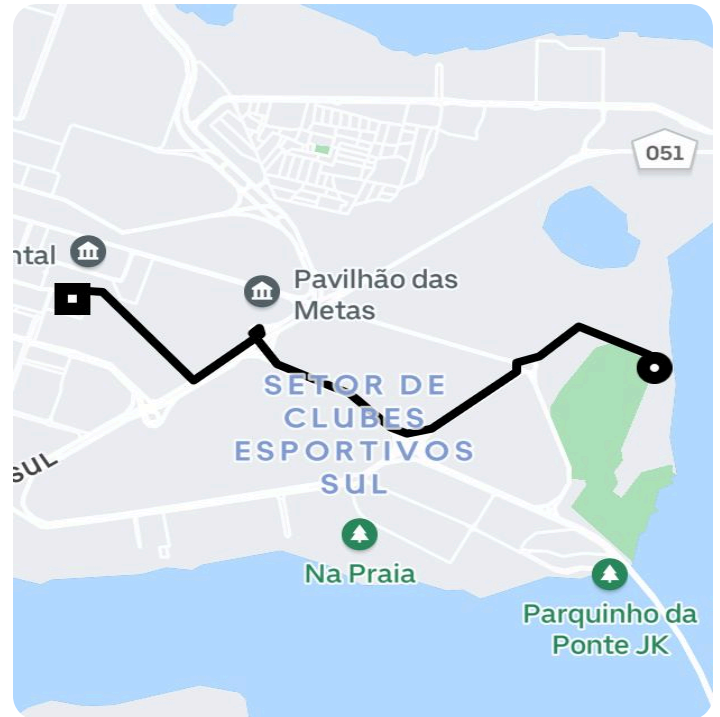 051
ntal
Pavilhão das
Metas
SETOR DE
CLUBES
ESPORTIVOS
SUL
SUL
Na Praia
Parquinho da
Ponte JK